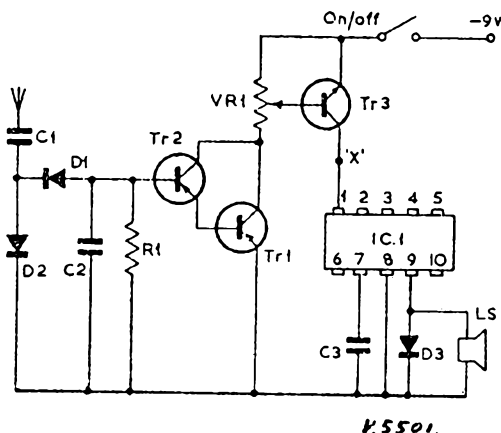 On/off
-9v
VR1
Tr3
C1
Tr2
'X'
D1
1 2 3 4 5
I C.1
6 7 8 9 10
D2
C2
R1
Tr1
LS
C3
D3
K5501.